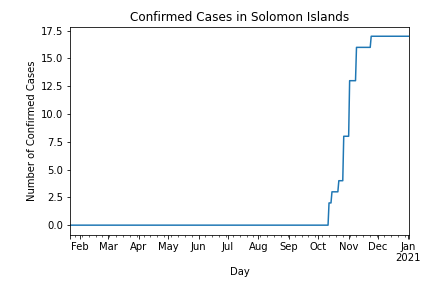 Confirmed Cases in Solomon Islands
Number of Confirmed Cases
17.5
15.0
12.5
10.0
7.5
5.0
2.5
0.0
Feb Mar Apr May Jun Jul Aug Sep Oct Nov Dec Jan
2021
Day